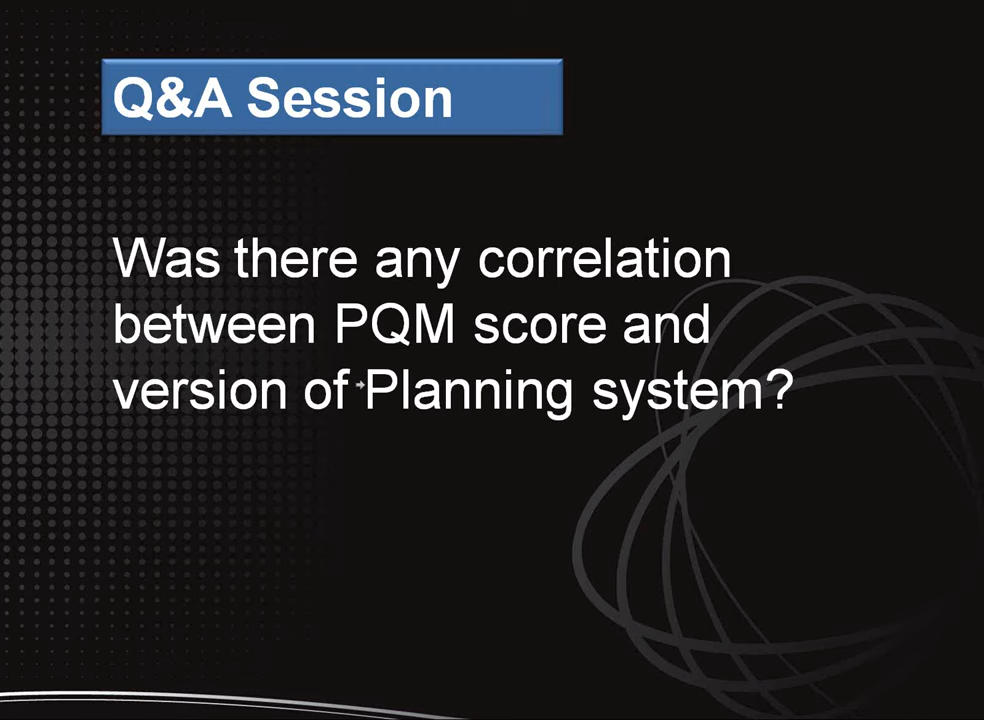 Q&A Session
Was there any correlation
between PQM score and
version of Planning system?